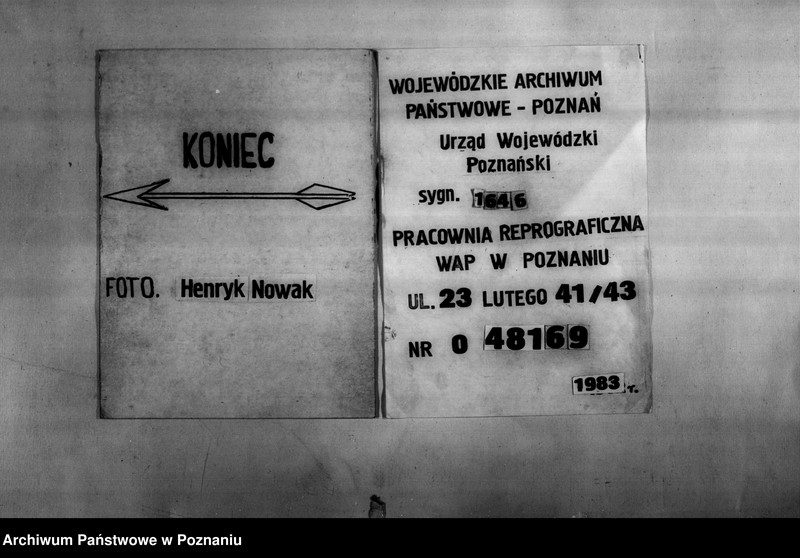 KONIEC
FOTO. Henryk Nowak
WOJEWÓDZKIE ARCHIWUM
PAŃSTWOWE - POZNAŃ
Urząd Wojewódzki
Poznański
sygn. 1646
PRACOWNIA REPROGRAFICZNA
WAP W POZNANIU
UL. 23 LUTEGO 41/43
NR 0 48169
1983 r.
Archiwum Państwowe w Poznaniu